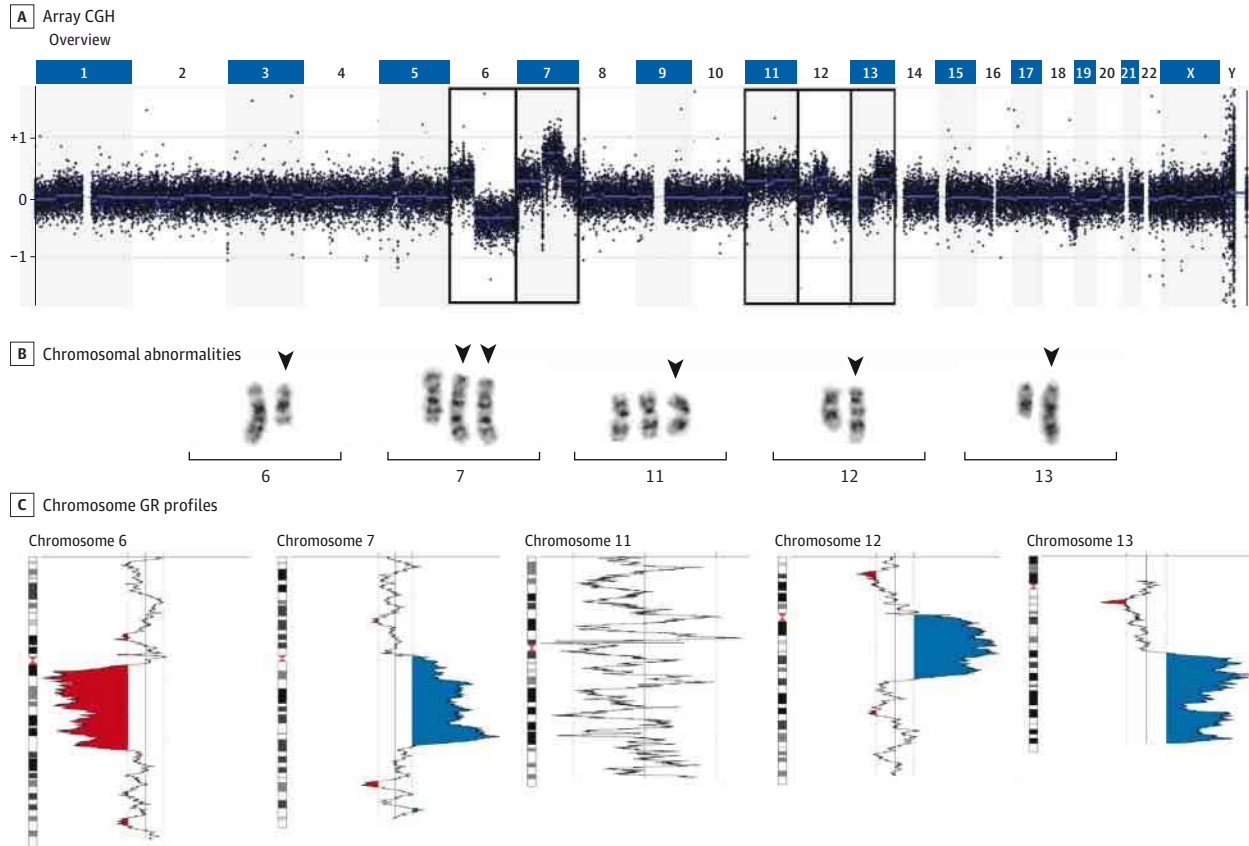 A Array CGH
Overview
1 2 3 4 5 6 7 8 9 10 11 12 13 14 15 16 17 18 19 20 21 22 X Y
+1
0
−1
B Chromosomal abnormalities
6 7 11 12 13
C Chromosome GR profiles
Chromosome 6 Chromosome 7 Chromosome 11 Chromosome 12 Chromosome 13